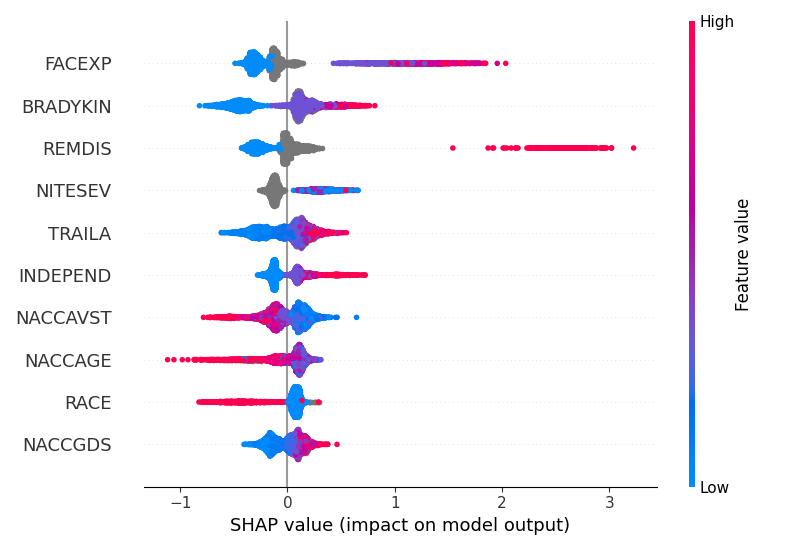 High
FACEXP
BRADYKIN
REMDIS
NITESEV
TRAILA
INDEPEND
NACCAVST
NACCAGE
RACE
NACCGDS
Feature value
Low
−1 0 1 2 3
SHAP value (impact on model output)